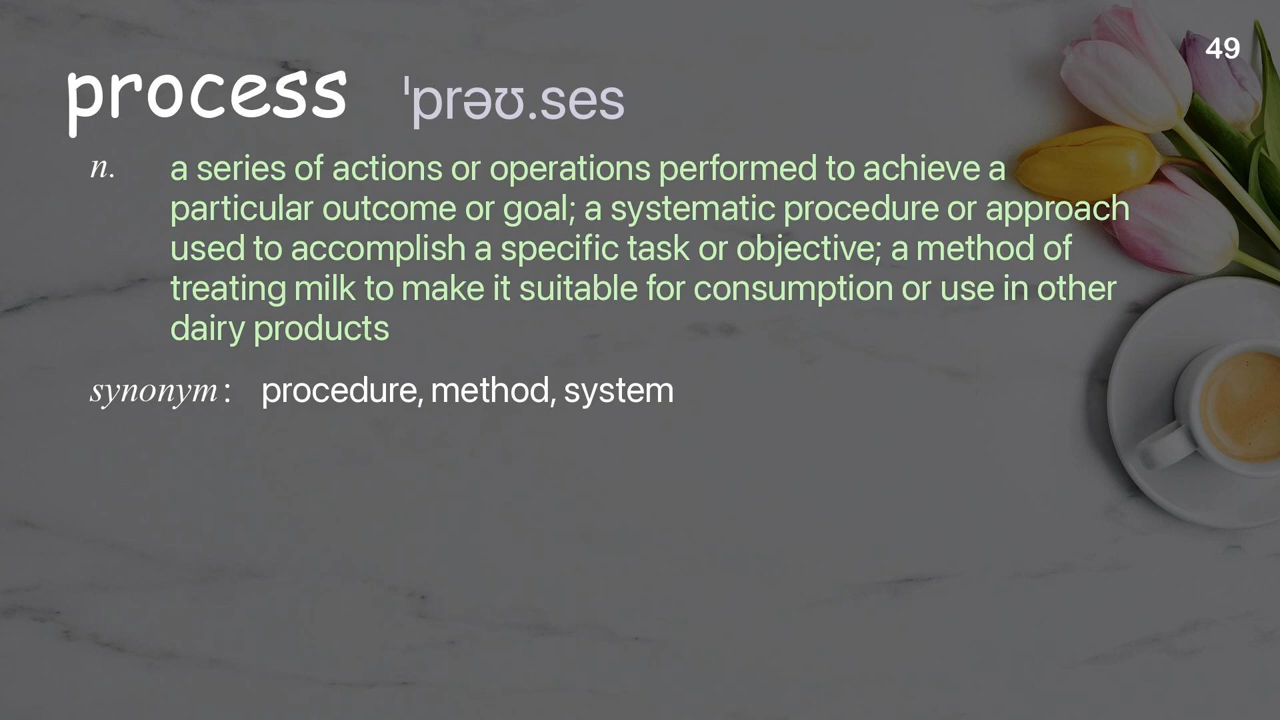 49
process ˈprəʊ.ses
n. a series of actions or operations performed to achieve a
particular outcome or goal; a systematic procedure or approach
used to accomplish a specific task or objective; a method of
treating milk to make it suitable for consumption or use in other
dairy products
synonym: procedure, method, system